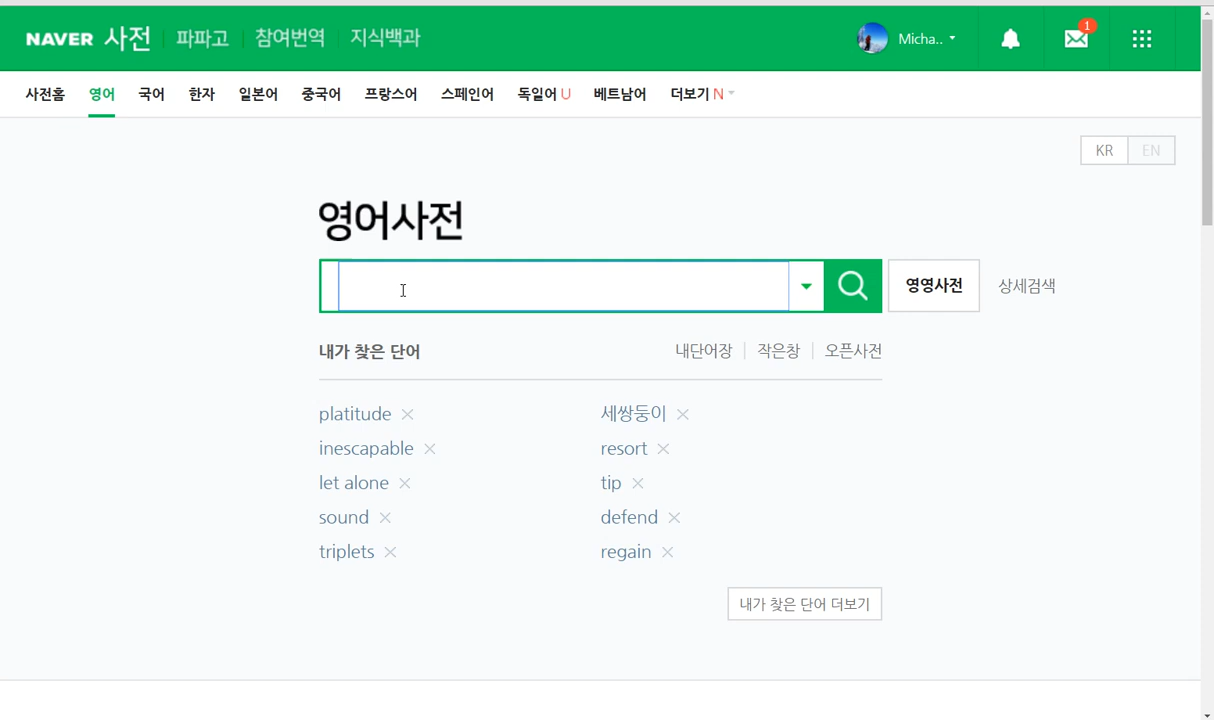 NAVER 사전 파파고 참여번역 지식백과 Micha.. 1
사전홈 영어 국어 한자 일본어 중국어 프랑스어 스페인어 독일어 U 베트남어 더보기 N
KR EN
영어사전
영영사전 상세검색
내가 찾은 단어 내단어장 작은창 오픈사전
platitude 세쌍둥이
inescapable resort
let alone tip
sound defend
triplets regain
내가 찾은 단어 더보기